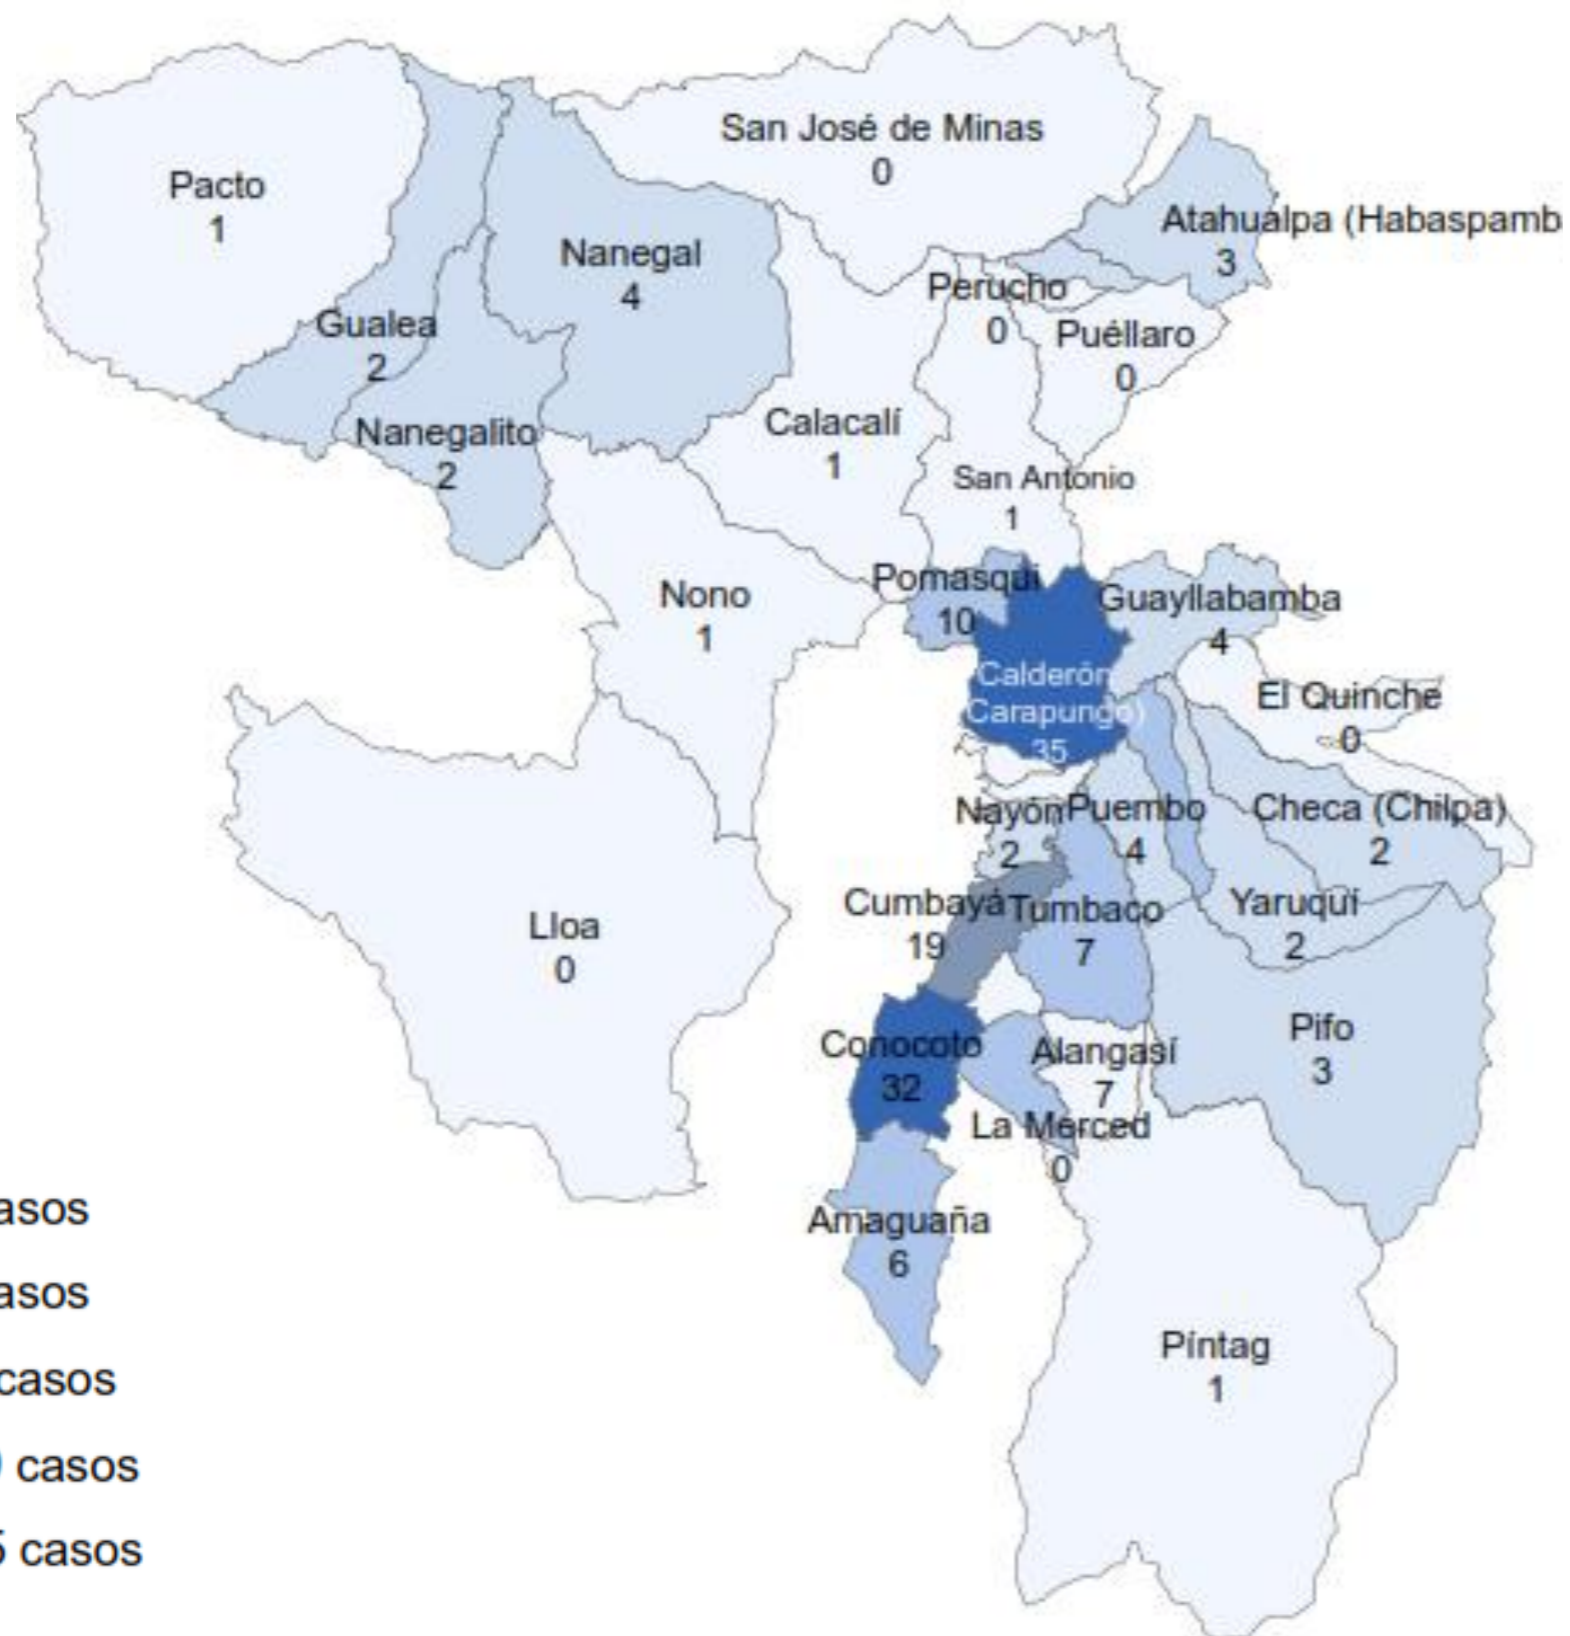 San José de Minas
0
Pacto
1
Atahualpa (Habaspamb
3
Nanegal
4
Perucho
0
Gualea
2
Puéllaro
0
Calacalí
1
Nanegalito
2
San Antonio
1
Pomasqui
10
Nono
1
Guayllabamba
4
Calderón
Carapungo)
35
El Quinche
0
Nayón
2
Puembo
4
Checa (Chilpa)
2
Cumbayá
19
Tumbaco
7
Yaruquí
2
Lloa
0
Pifo
3
Conocoto
32
Alangasí
7
La Merced
0
Amaguaña
6
Píntag
1
asos
asos
casos
casos
5 casos